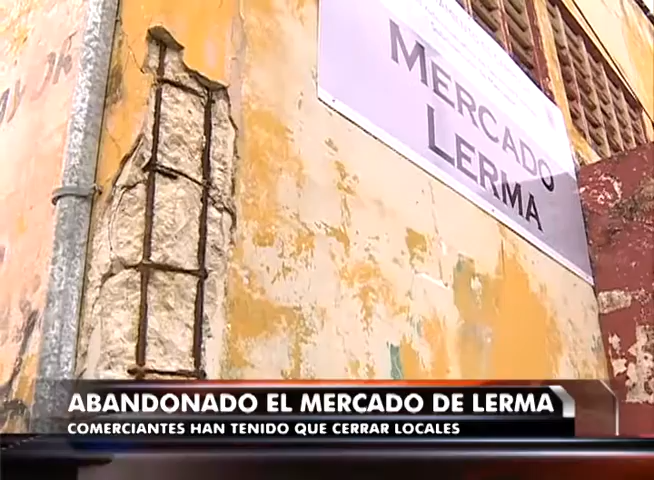 MERCADO
LERMA
ABANDONADO EL MERCADO DE LERMA
COMERCIANTES HAN TENIDO QUE CERRAR LOCALES